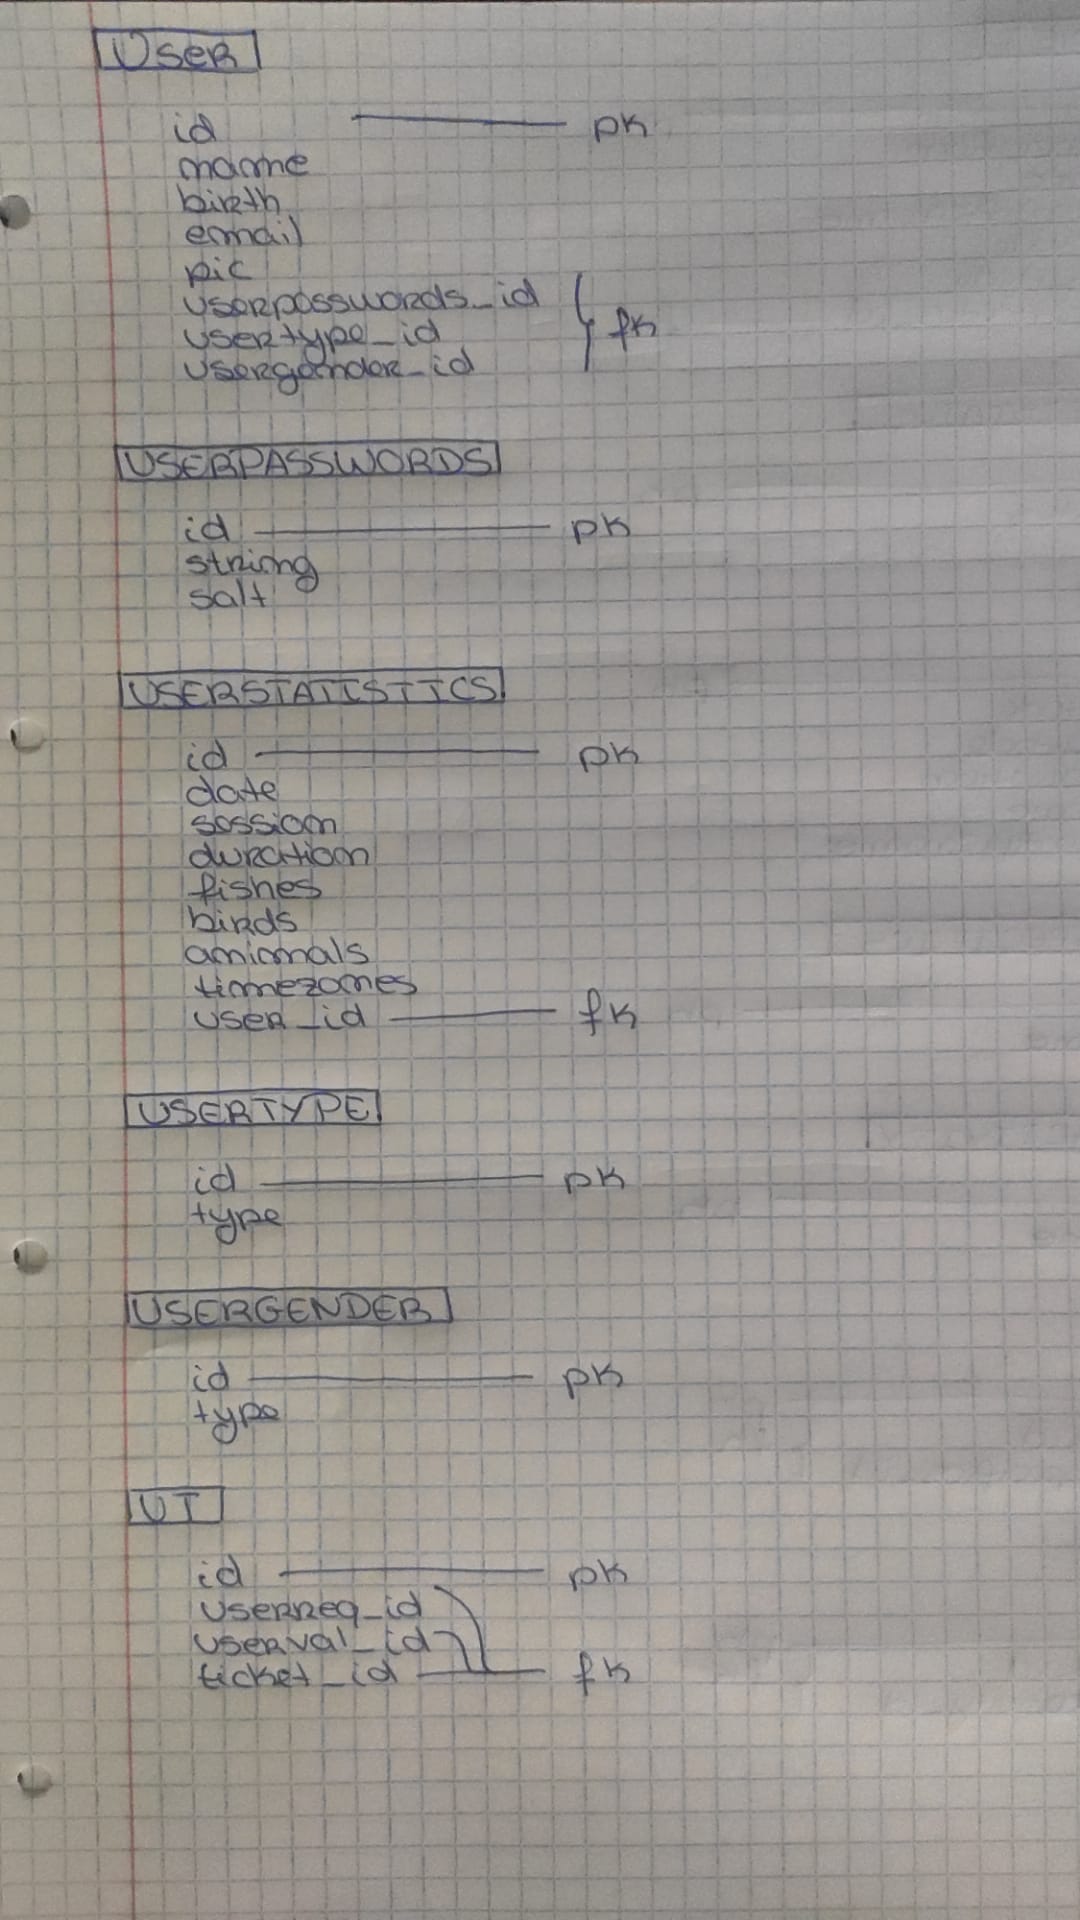 User
id pk
name
birth
email
pic
userpasswords_id
usertype_id fk
usergender_id
USERPASSWORDS
id pk
string
salt
USERSTATISTICS
id pk
date
session
duration
fishes
birds
animals
timezones
user_id fk
USERTYPE
id pk
type
USERGENDER
id pk
type
UT
id pk
userreq_id
userval_id
ticket_id fk